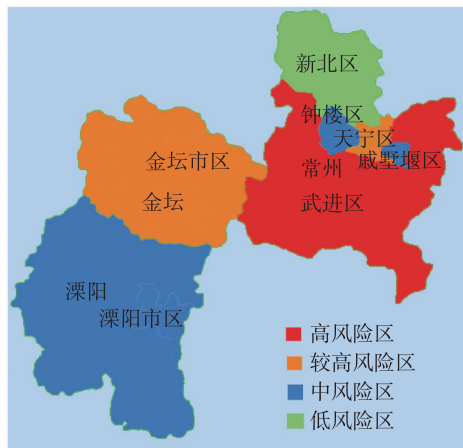 新北区
钟楼区
天宁区
戚墅堰区
常州
武进区
金坛市区
金坛
溧阳
溧阳市区
高风险区
较高风险区
中风险区
低风险区